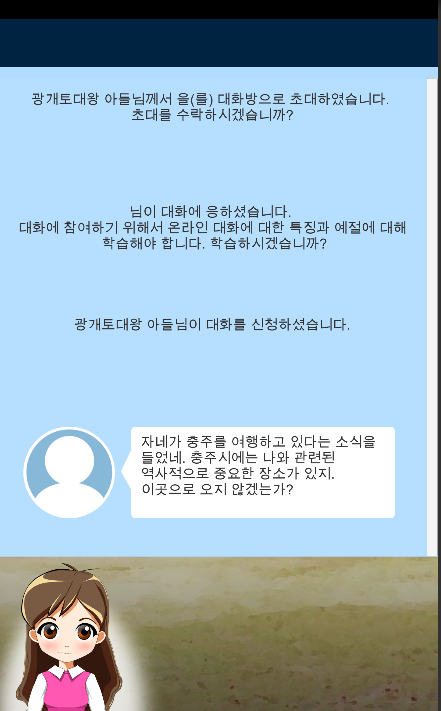 광개토대왕 아들님께서 을(를) 대화방으로 초대하였습니다.
초대를 수락하시겠습니까?
님이 대화에 응하셨습니다.
대화에 참여하기 위해서 온라인 대화에 대한 특징과 예절에 대해
학습해야 합니다. 학습하시겠습니까?
광개토대왕 아들님이 대화를 신청하셨습니다.
자네가 충주를 여행하고 있다는 소식을
들었네. 충주시에는 나와 관련된
역사적으로 중요한 장소가 있지.
이곳으로 오지 않겠는가?